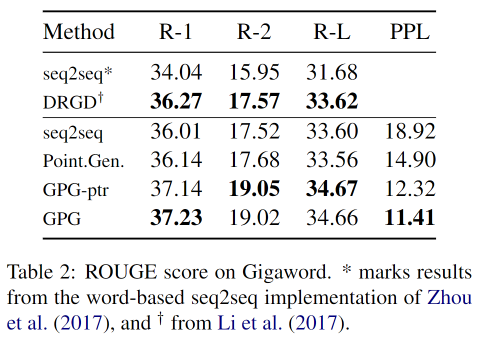 Method R-1 R-2 R-L PPL
seq2seq* 34.04 15.95 31.68
DRGD† 36.27 17.57 33.62
seq2seq 36.01 17.52 33.60 18.92
Point.Gen. 36.14 17.68 33.56 14.90
GPG-ptr 37.14 19.05 34.67 12.32
GPG 37.23 19.02 34.66 11.41
Table 2: ROUGE score on Gigaword. * marks results
from the word-based seq2seq implementation of Zhou
et al. (2017), and † from Li et al. (2017).